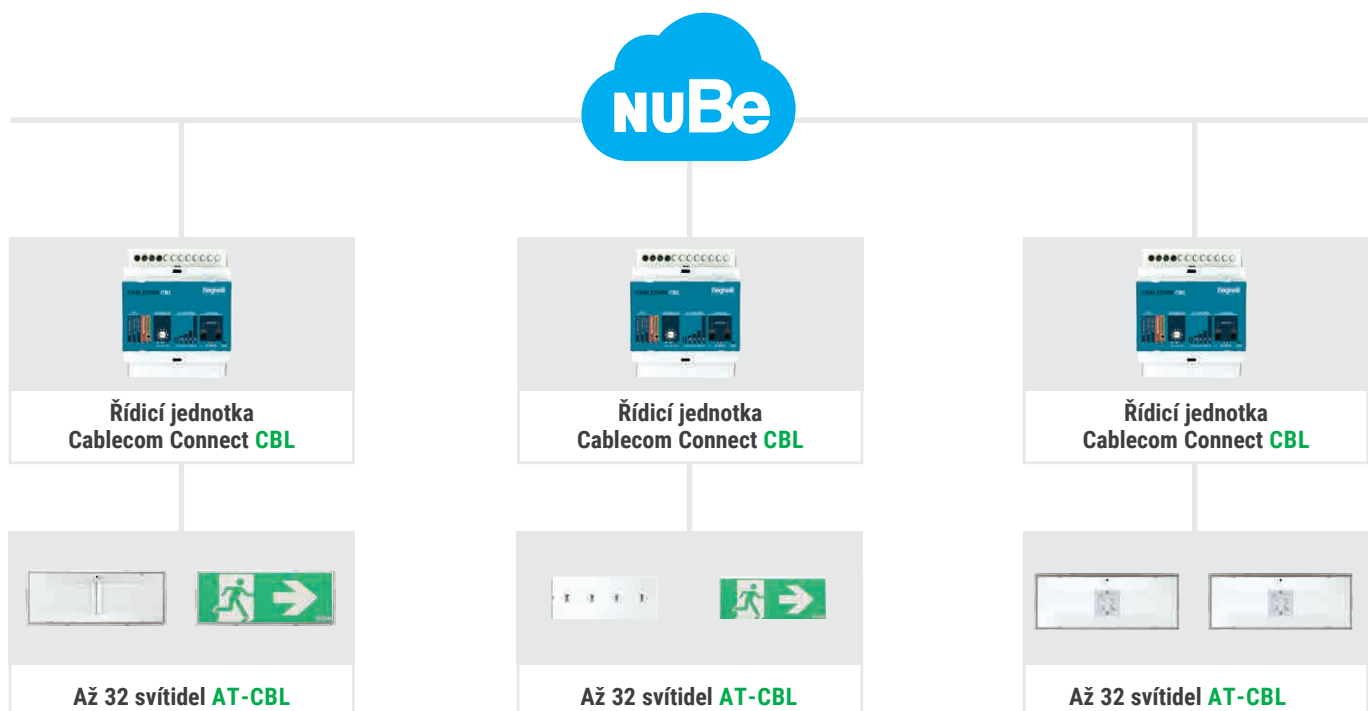 NUBe
Řídicí jednotka
Cablecom Connect CBL
Řídicí jednotka
Cablecom Connect CBL
Řídicí jednotka
Cablecom Connect CBL
Až 32 svítidel AT-CBL
Až 32 svítidel AT-CBL
Až 32 svítidel AT-CBL